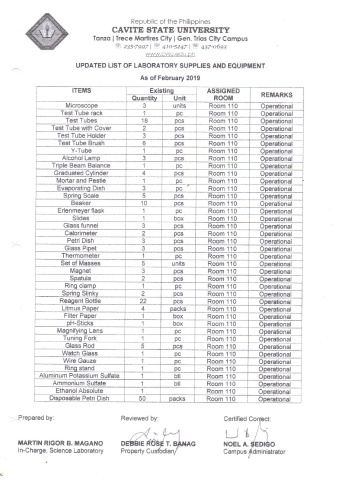 Republic of the Philippines
CAVITE STATE UNIVERSITY
Tanza | Trece Martires City | Gen. Trias City Campus
www.cvsu.edu.ph
UPDATED LIST OF LABORATORY SUPPLIES AND EQUIPMENT
As of February 2019
ITEMS Existing ASSIGNED ROOM REMARKS
Quantity Unit
Microscope 3 units Room 110 Operational
Test Tube rack 1 pc Room 110 Operational
Test Tubes 18 pcs Room 110 Operational
Test Tube with Cover 2 pcs Room 110 Operational
Test Tube Holder 3 pcs Room 110 Operational
Test Tube Brush 6 pcs Room 110 Operational
Y-Tube 1 pc Room 110 Operational
Alcohol Lamp 3 pcs Room 110 Operational
Triple Beam Balance 1 pc Room 110 Operational
Graduated Cylinder 4 pcs Room 110 Operational
Mortar and Pestle 1 pc Room 110 Operational
Evaporating Dish 3 pc Room 110 Operational
Spring Scale 5 pcs Room 110 Operational
Beaker 10 pcs Room 110 Operational
Erlenmeyer flask 1 pc Room 110 Operational
Slides 1 box Room 110 Operational
Glass funnel 3 pcs Room 110 Operational
Calorimeter 2 pcs Room 110 Operational
Petri Dish 3 pcs Room 110 Operational
Glass Pipet 3 pcs Room 110 Operational
Thermometer 1 pc Room 110 Operational
Set of Masses 5 units Room 110 Operational
Magnet 3 pcs Room 110 Operational
Spatula 2 pcs Room 110 Operational
Ring clamp 1 pc Room 110 Operational
Spring Slinky 2 pcs Room 110 Operational
Reagent Bottle 22 pcs Room 110 Operational
Litmus Paper 4 packs Room 110 Operational
Filter Paper 1 box Room 110 Operational
pH-Sticks 1 box Room 110 Operational
Magnifying Lens 1 pc Room 110 Operational
Tuning Fork 1 pc Room 110 Operational
Glass Rod 5 pcs Room 110 Operational
Watch Glass 1 pc Room 110 Operational
Wire Gauze 1 pc Room 110 Operational
Ring stand 1 pc Room 110 Operational
Aluminum Potassium Sulfate 1 btl Room 110 Operational
Ammonium Sulfate 1 btl Room 110 Operational
Ethanol Absolute 1 Room 110 Operational
Disposable Petri Dish 50 packs Room 110 Operational
Prepared by: Reviewed by: Certified Correct:
MARTIN RIGOR B. MAGANO DEBBIE ROSE T. BANAG NOEL A. SEDIGO
In-Charge, Science Laboratory Property Custodian Campus Administrator